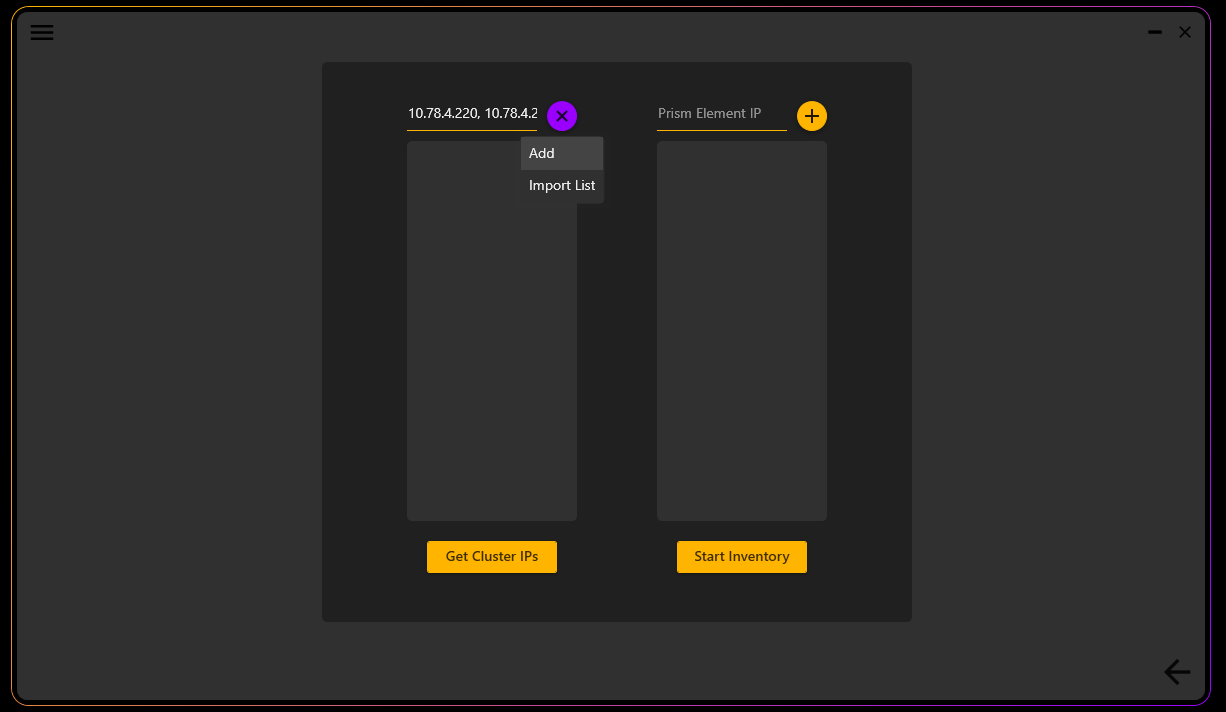 10.78.4.220, 10.78.4.2
Prism Element IP
Add
Import List
Get Cluster IPs
Start Inventory